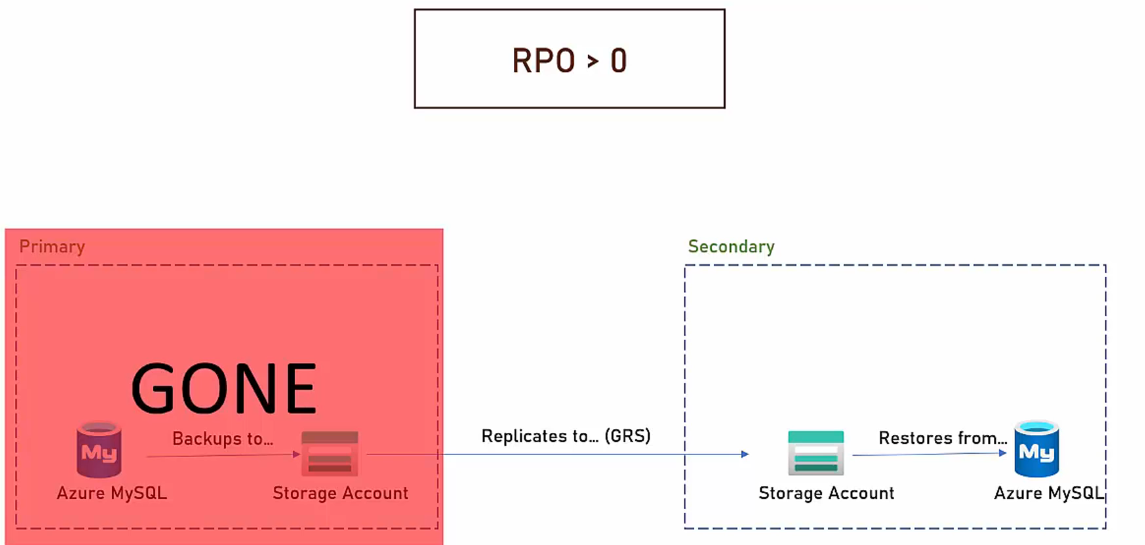 RPO > 0
Primary
Secondary
GONE
Backups to...
Replicates to... (GRS)
Restores from...
My
My
Azure MySQL
Storage Account
Storage Account
Azure MySQL